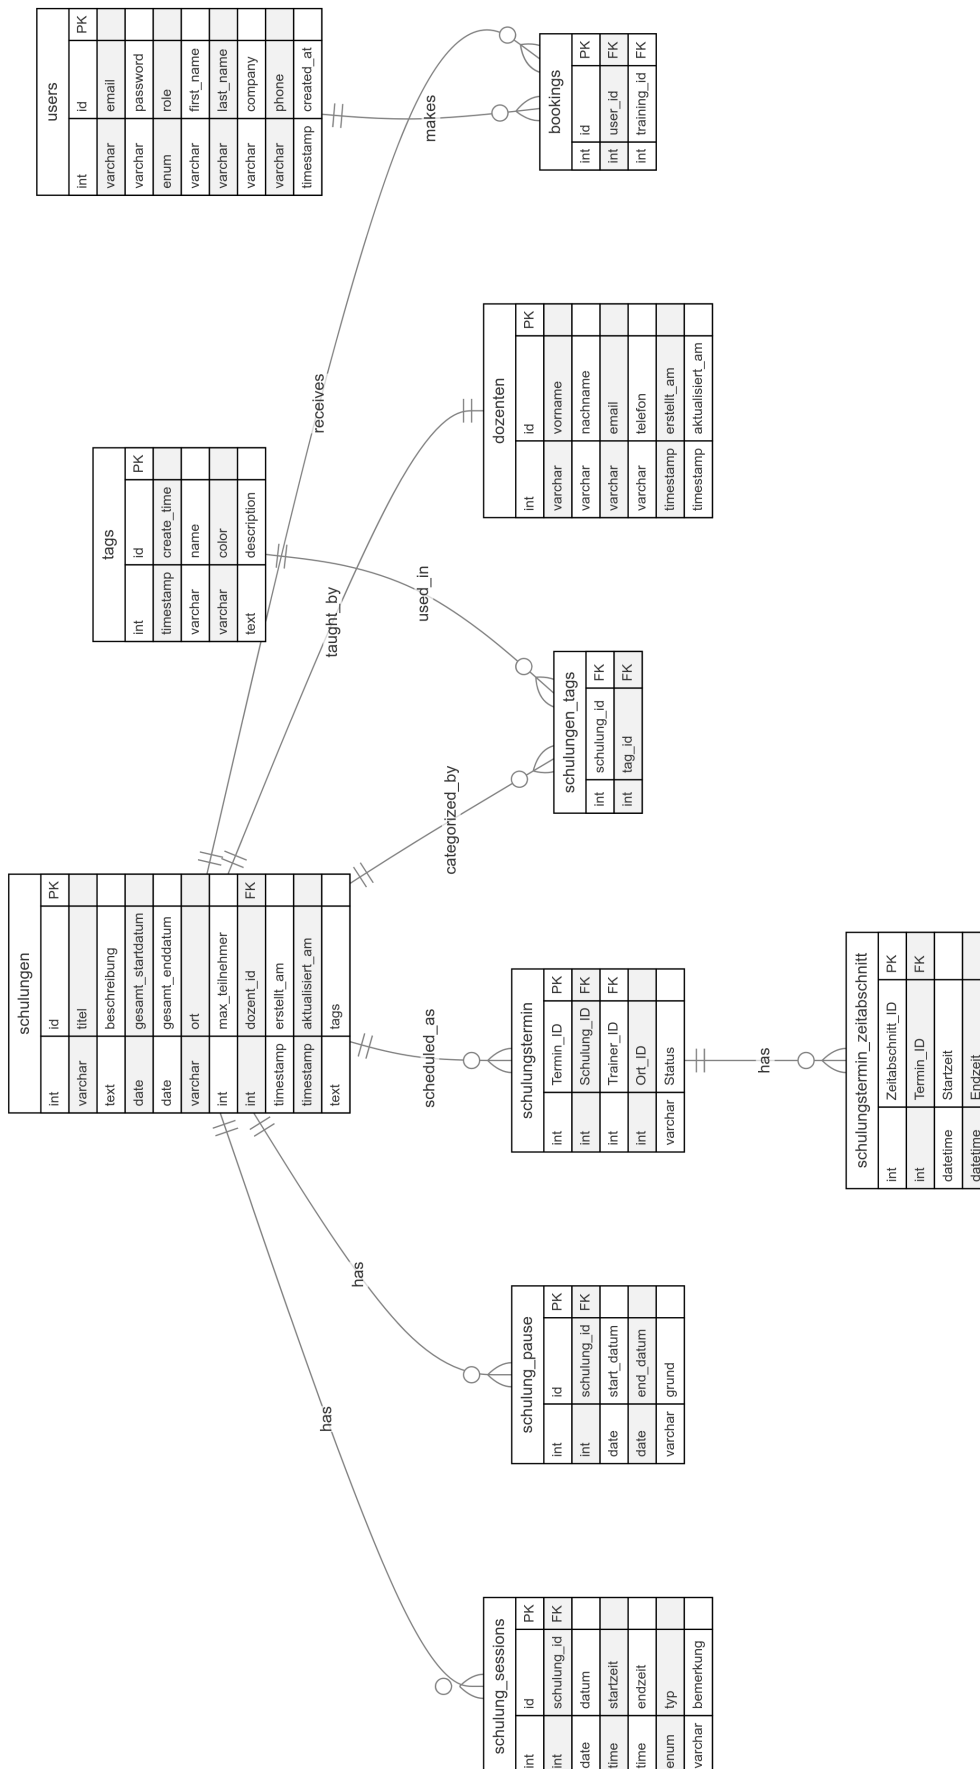 users
int id PK
varchar email
varchar password
enum role
varchar first_name
varchar last_name
varchar company
varchar phone
timestamp created_at
makes
bookings
int id PK
int user_id FK
int training_id FK
receives
tags
int id PK
timestamp create_time
varchar name
varchar color
text description
dozenten
int id PK
varchar vorname
varchar nachname
varchar email
varchar telefon
timestamp erstellt_am
timestamp aktualisiert_am
taught_by
used_in
schulungen_tags
int schulung_id FK
int tag_id FK
categorized_by
schulungen
int id PK
varchar titel
text beschreibung
date gesamt_startdatum
date gesamt_enddatum
varchar ort
int max_teilnehmer
int dozent_id FK
timestamp erstellt_am
timestamp aktualisiert_am
text tags
scheduled_as
schulungstermin
int Termin_ID PK
int Schulung_ID FK
int Trainer_ID FK
int Ort_ID
varchar Status
has
schulungstermin_zeitabschnitt
int Zeitabschnitt_ID PK
int Termin_ID FK
datetime Startzeit
datetime Endzeit
has
schulung_pause
int id PK
int schulung_id FK
date start_datum
date end_datum
varchar grund
has
schulung_sessions
int id PK
int schulung_id FK
date datum
time startzeit
time endzeit
enum typ
varchar bemerkung